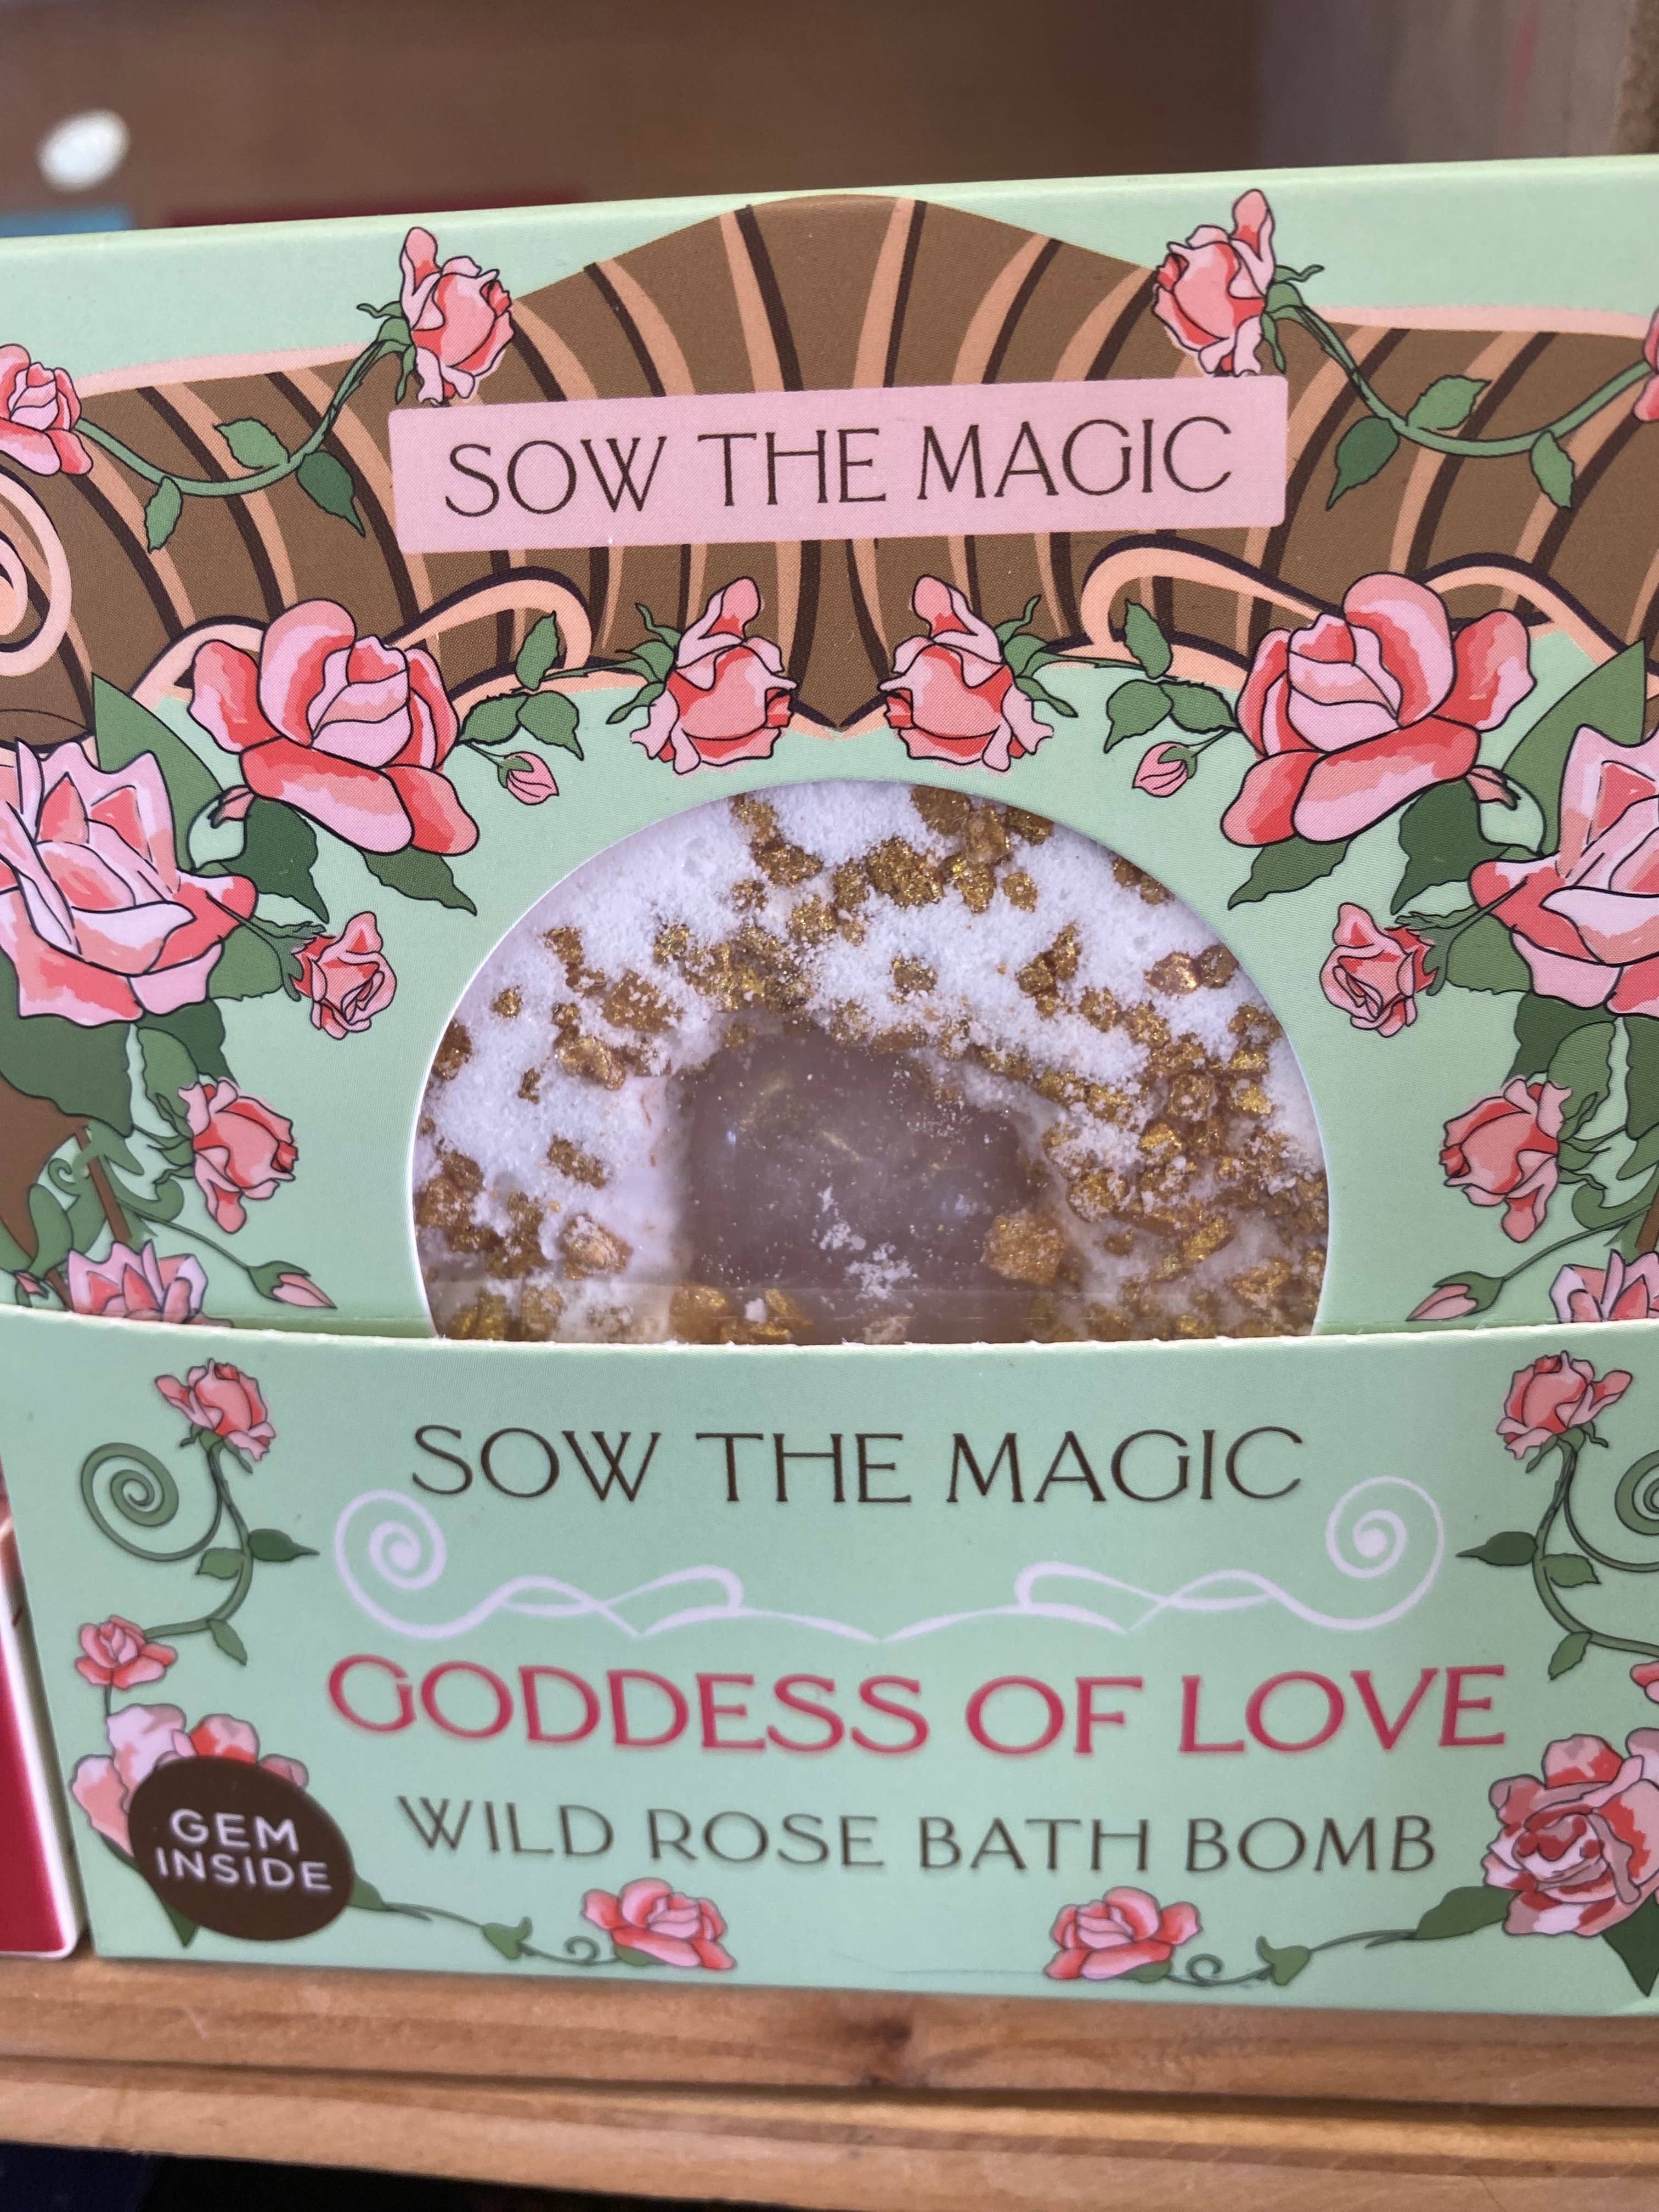 SOW THE MAGIC
SOW THE MAGIC
GODDESS OF LOVE
WILD ROSE BATH BOMB
GEM
INSIDE